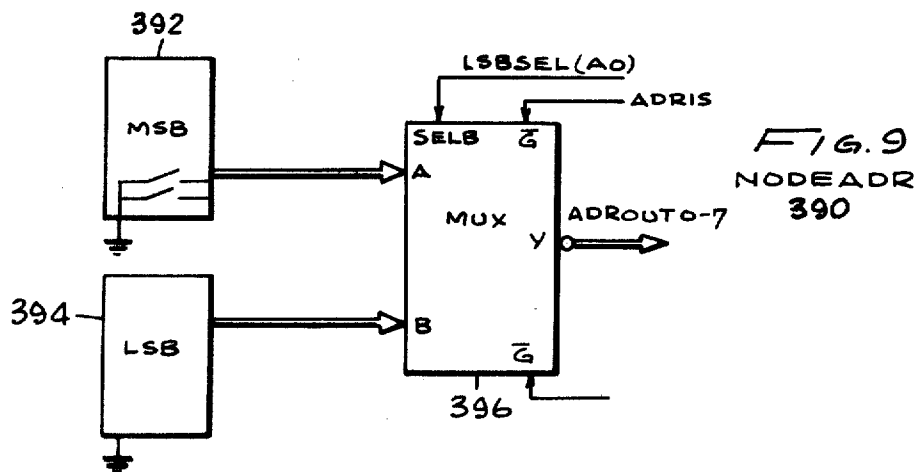 392
LSBSEL(A0)
ADRIS
MSB
SELB
G̅
A
FIG. 9
NODEADR
390
MUX
ADROUT0-7
Y
394
LSB
B
G̅
396